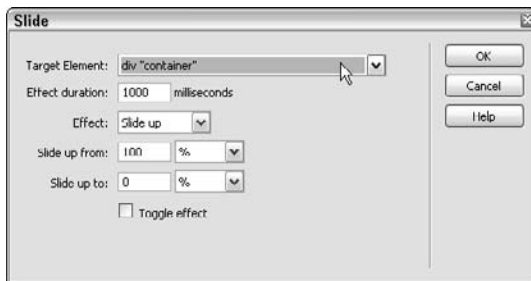 Slide
Target Element: div "container"
Effect duration: 1000 milliseconds
Effect: Slide up
Slide up from: 100 %
Slide up to: 0 %
Toggle effect
OK
Cancel
Help